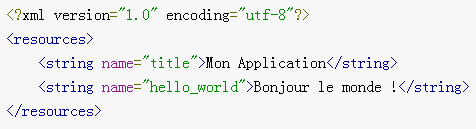 <?xml version="1.0" encoding="utf-8"?>
<resources>
    <string name="title">Mon Application</string>
    <string name="hello_world">Bonjour le monde !</string>
</resources>